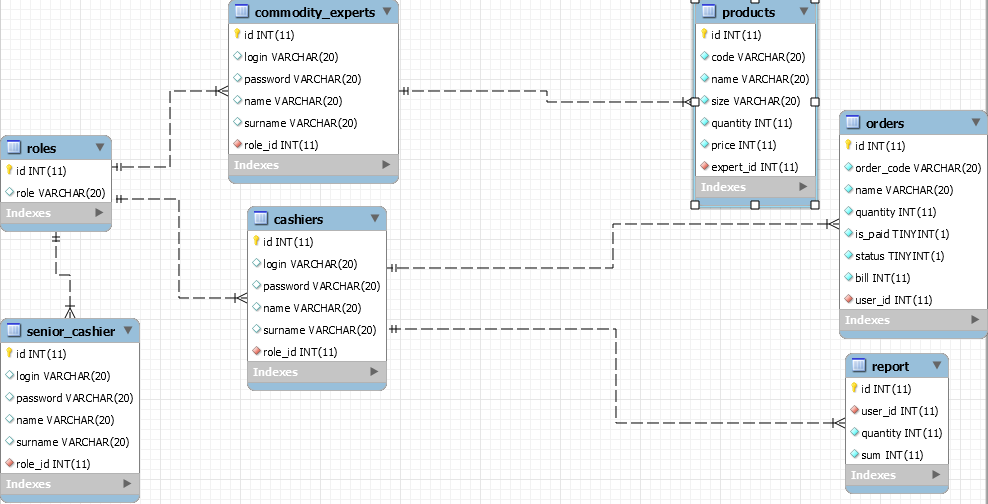 commodity_experts
id INT(11)
login VARCHAR(20)
password VARCHAR(20)
name VARCHAR(20)
surname VARCHAR(20)
role_id INT(11)
Indexes
products
id INT(11)
code VARCHAR(20)
name VARCHAR(20)
size VARCHAR(20)
quantity INT(11)
price INT(11)
expert_id INT(11)
Indexes
orders
id INT(11)
order_code VARCHAR(20)
name VARCHAR(20)
quantity INT(11)
is_paid TINYINT(1)
status TINYINT(1)
bill INT(11)
user_id INT(11)
Indexes
roles
id INT(11)
role VARCHAR(20)
Indexes
cashiers
id INT(11)
login VARCHAR(20)
password VARCHAR(20)
name VARCHAR(20)
surname VARCHAR(20)
role_id INT(11)
Indexes
senior_cashier
id INT(11)
login VARCHAR(20)
password VARCHAR(20)
name VARCHAR(20)
surname VARCHAR(20)
role_id INT(11)
Indexes
report
id INT(11)
user_id INT(11)
quantity INT(11)
sum INT(11)
Indexes